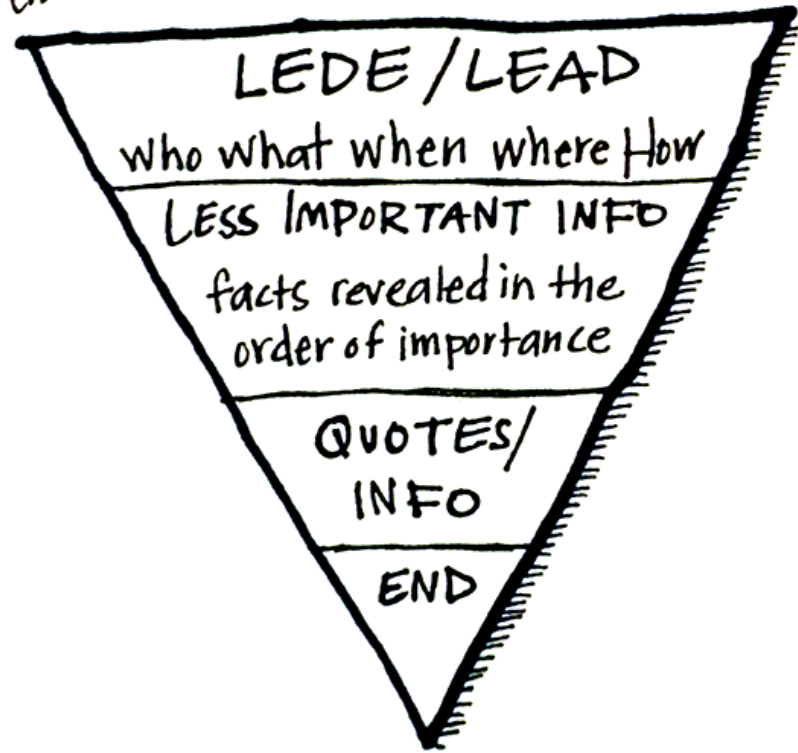 LEDE/LEAD
who what when where How
LESS IMPORTANT INFO
facts revealed in the
order of importance
QUOTES/
INFO
END